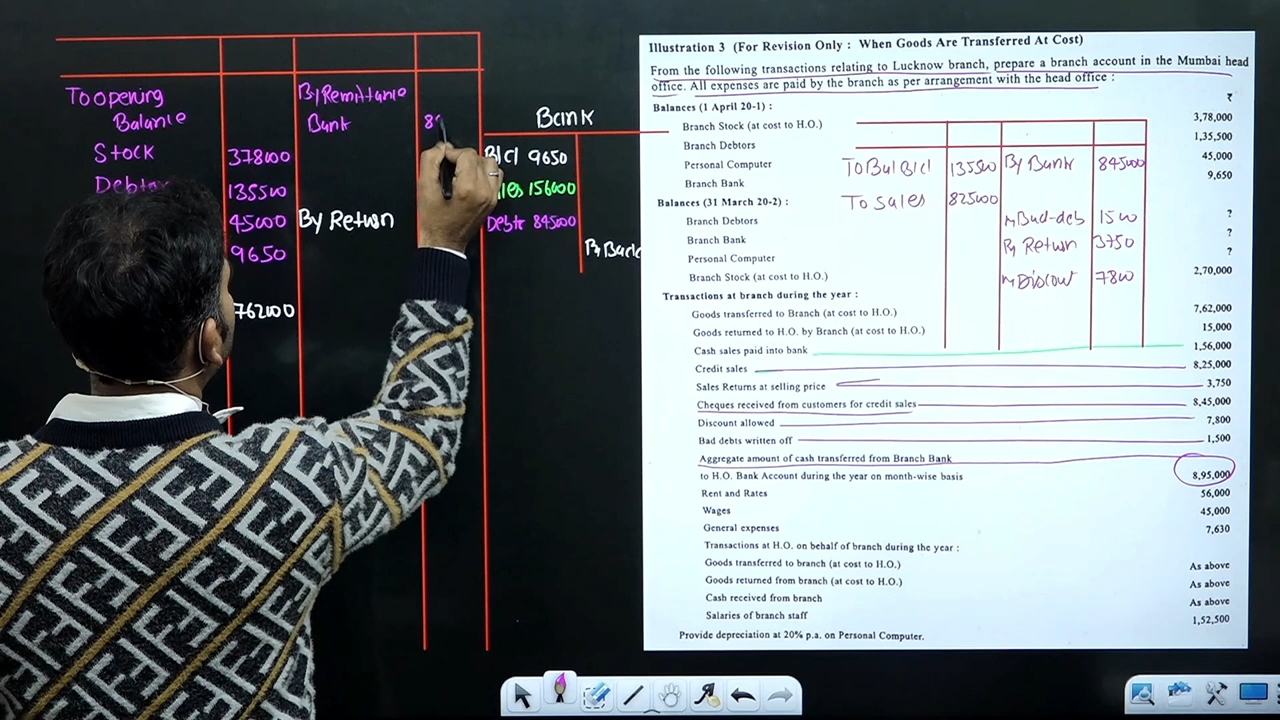 To opening
Balance
Stock 378000
135500
45000
9650
762000
By Remittance
Bank
By Return
Bank
B/d 9650
156000
Debtr 845000
Illustration 3 (For Revision Only : When Goods Are Transferred At Cost)
From the following transactions relating to Lucknow branch, prepare a branch account in the Mumbai head
office. All expenses are paid by the branch as per arrangement with the head office :
Balances (1 April 20-1) : ₹
Branch Stock (at cost to H.O.) 3,78,000
Branch Debtors 1,35,500
Personal Computer 45,000
Branch Bank 9,650
Balances (31 March 20-2) :
Branch Debtors ?
Branch Bank ?
Personal Computer ?
Branch Stock (at cost to H.O.) 2,70,000
To Bal B/d 135500 By Bank 845000
To Sales 825000
By Bad-deb 1500
By Return 3750
By Discout 7800
Transactions at branch during the year :
Goods transferred to Branch (at cost to H.O.) 7,62,000
Goods returned to H.O. by Branch (at cost to H.O.) 15,000
Cash sales paid into bank 1,56,000
Credit sales 8,25,000
Sales Returns at selling price 3,750
Cheques received from customers for credit sales 8,45,000
Discount allowed 7,800
Bad debts written off 1,500
Aggregate amount of cash transferred from Branch Bank
to H.O. Bank Account during the year on month-wise basis 8,95,000
Rent and Rates 56,000
Wages 45,000
General expenses 7,630
Transactions at H.O. on behalf of branch during the year :
Goods transferred to branch (at cost to H.O.) As above
Goods returned from branch (at cost to H.O.) As above
Cash received from branch As above
Salaries of branch staff 1,52,500
Provide depreciation at 20% p.a. on Personal Computer.